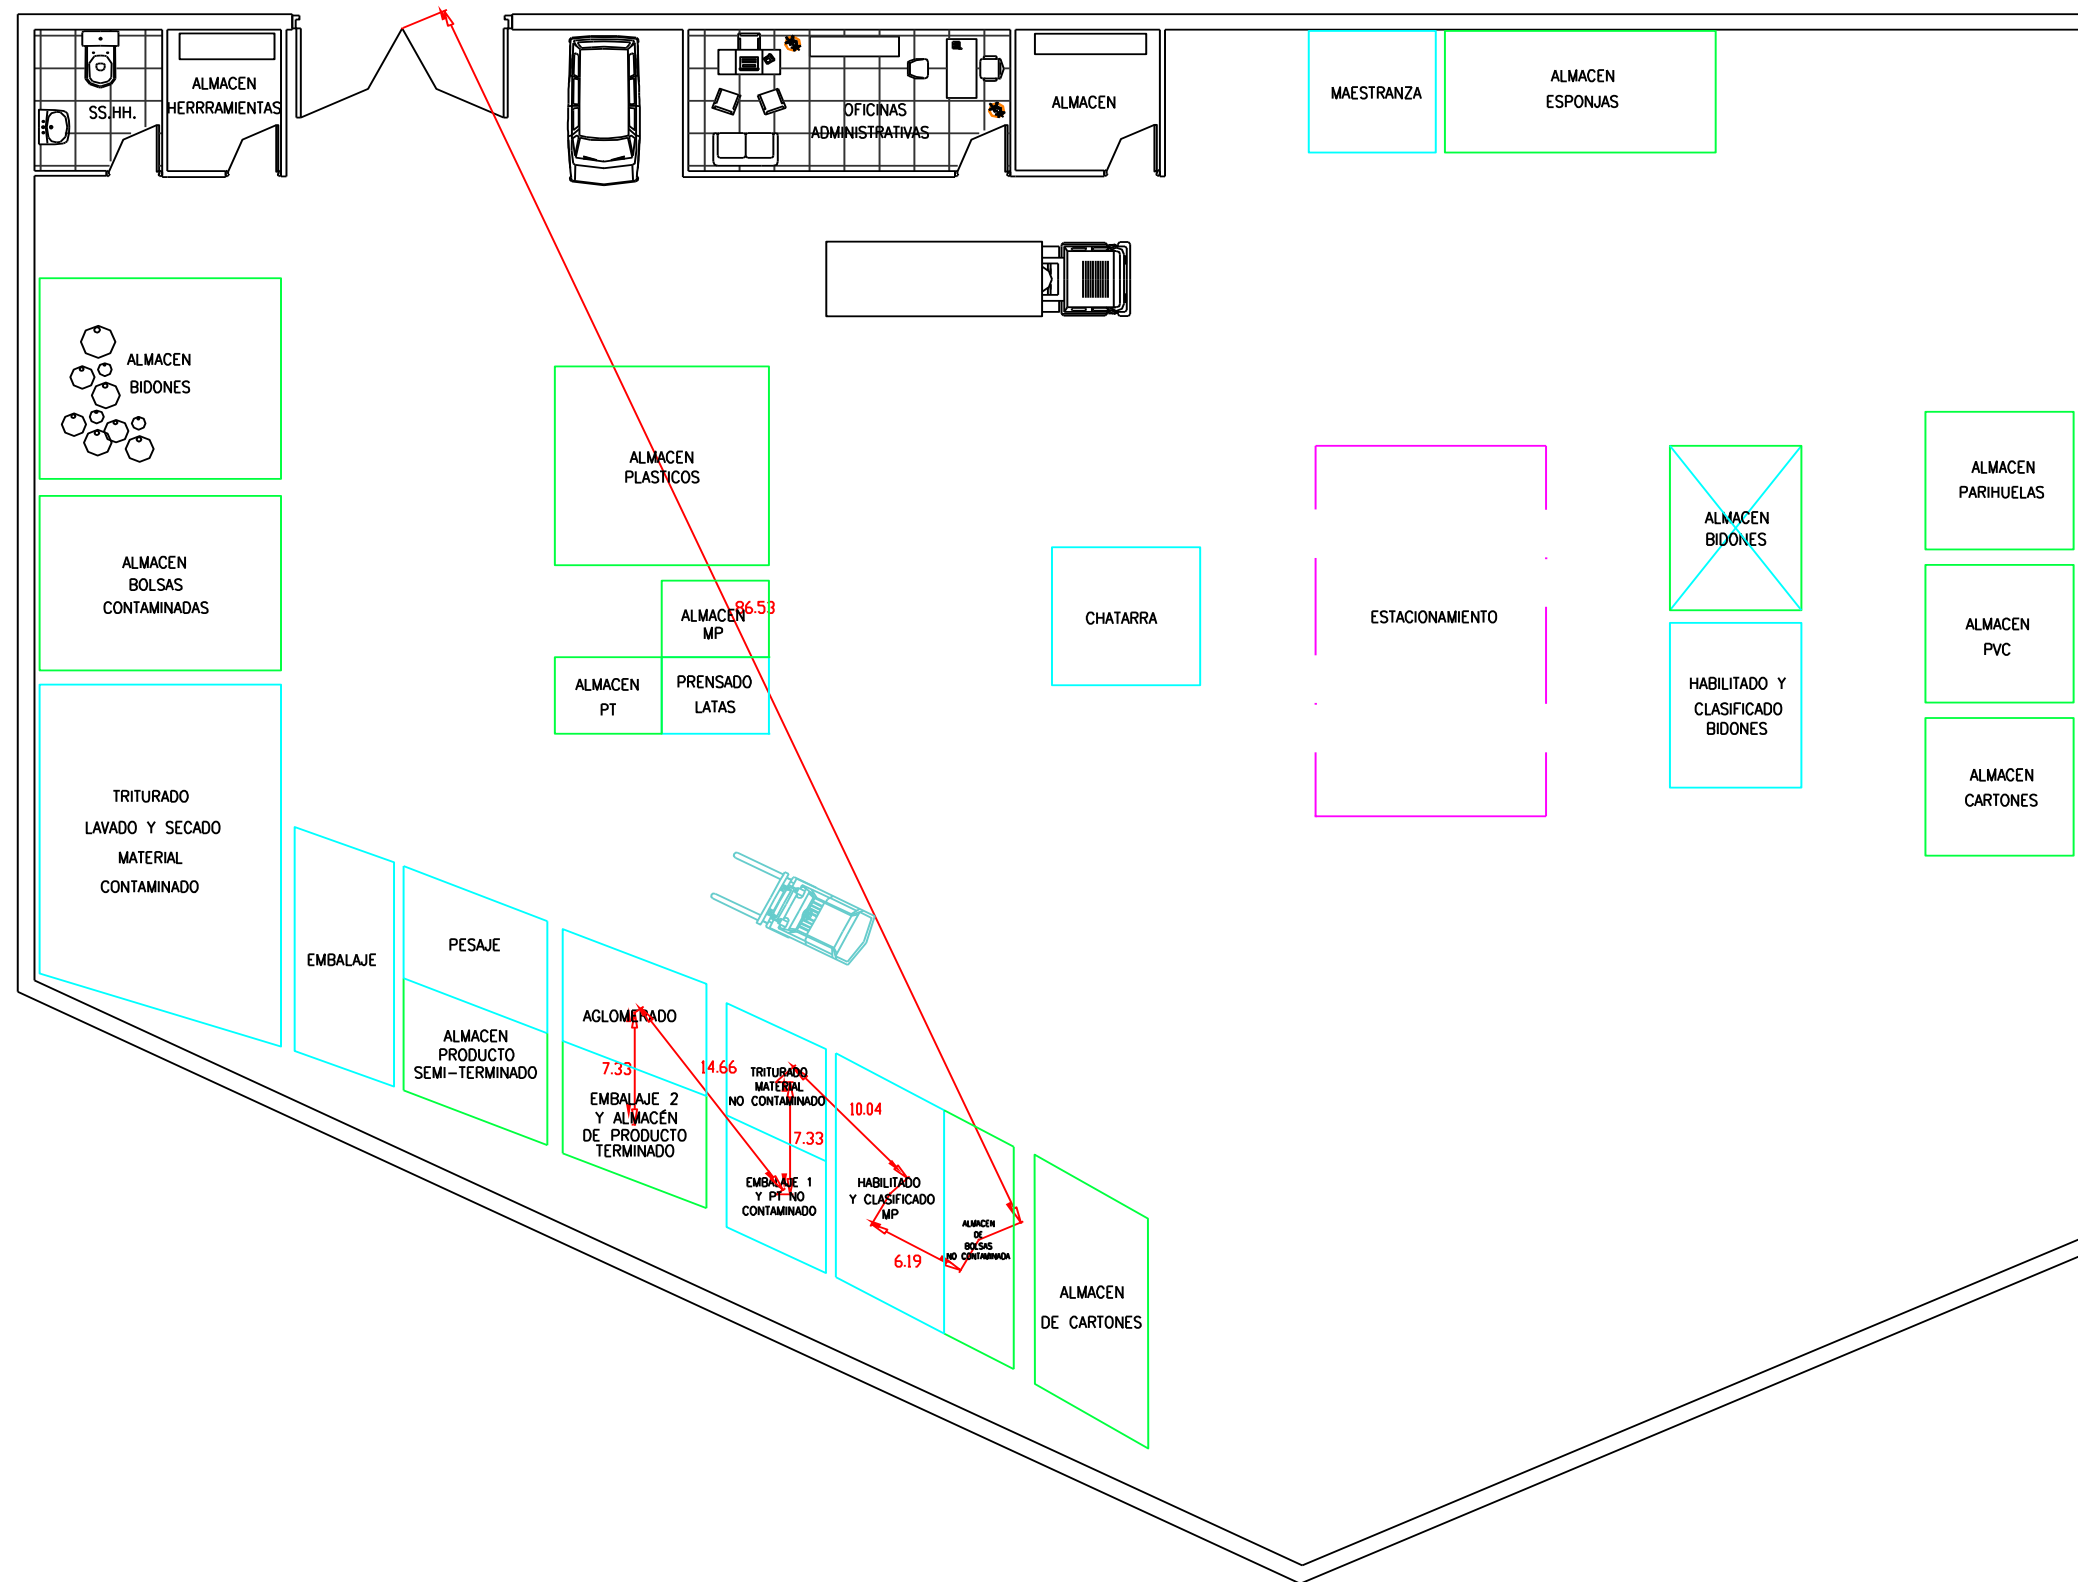 SS.HH.
ALMACEN
HERRRAMIENTAS
OFICINAS
ADMINISTRATIVAS
ALMACEN
MAESTRANZA
ALMACEN
ESPONJAS
ALMACEN
BIDONES
ALMACEN
PLASTICOS
ALMACEN
BOLSAS
CONTAMINADAS
ALMACEN
MP
86.53
ALMACEN
PT
PRENSADO
LATAS
CHATARRA
ESTACIONAMIENTO
ALMACEN
BIDONES
HABILITADO Y
CLASIFICADO
BIDONES
ALMACEN
PARIHUELAS
ALMACEN
PVC
ALMACEN
CARTONES
TRITURADO
LAVADO Y SECADO
MATERIAL
CONTAMINADO
EMBALAJE
PESAJE
ALMACEN
PRODUCTO
SEMI-TERMINADO
AGLOMERADO
7.33
14.66
EMBALAJE 2
Y ALMACÉN
DE PRODUCTO
TERMINADO
TRITURADO
MATERIAL
NO CONTAMINADO
10.04
7.33
EMBALAJE 1
Y PT NO
CONTAMINADO
HABILITADO
Y CLASIFICADO
MP
6.19
ALMACEN
DE
BOLSAS
NO CONTAMINADA
ALMACEN
DE CARTONES